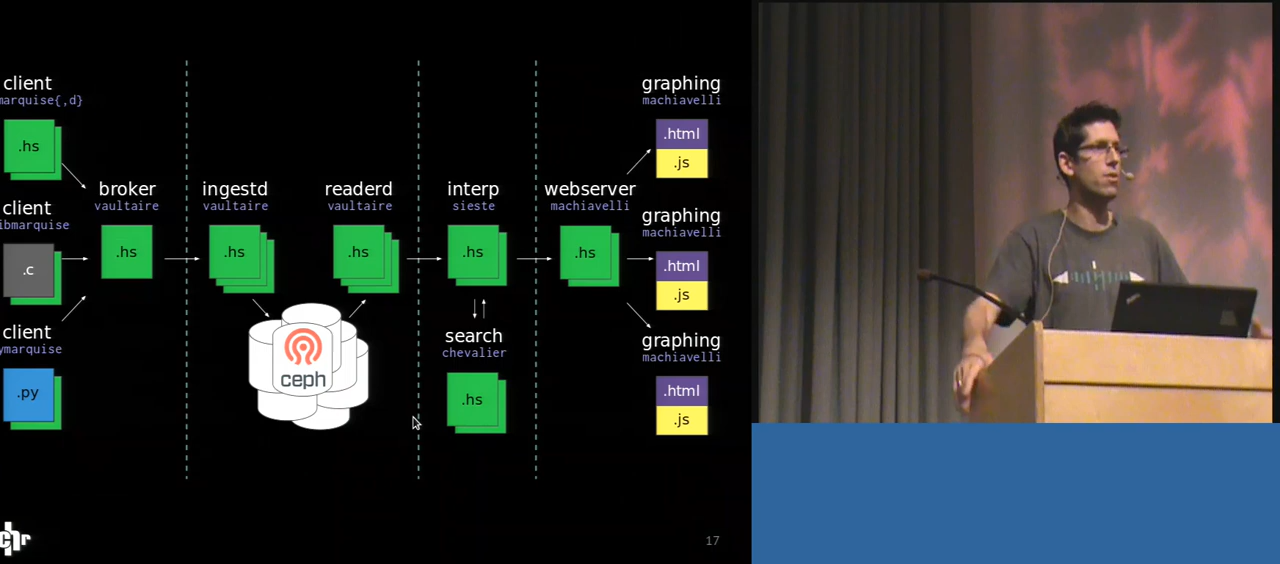 client
marquise{,d}
.hs
client
ibmarquise
.c
client
ymarquise
.py
broker
vaultaire
.hs
ingestd
vaultaire
.hs
readerd
vaultaire
.hs
ceph
interp
sieste
.hs
search
chevalier
.hs
webserver
machiavelli
.hs
graphing
machiavelli
.html
.js
graphing
machiavelli
.html
.js
graphing
machiavelli
.html
.js
17